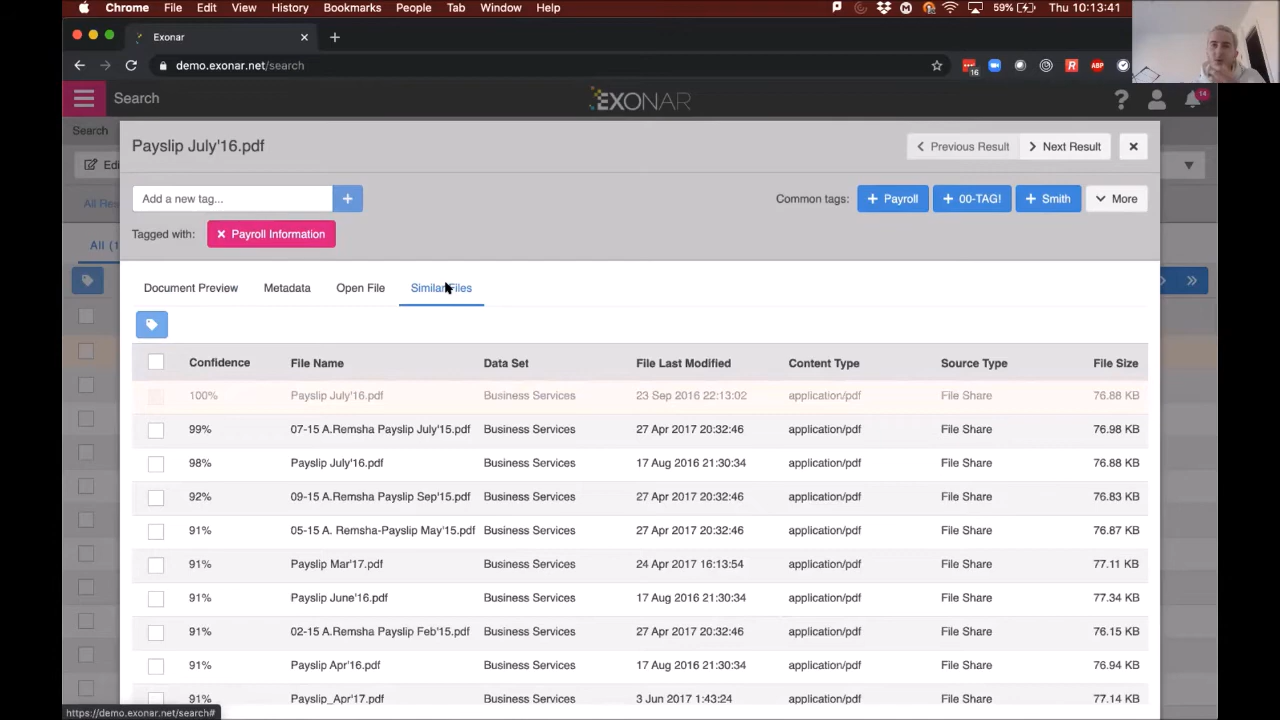 Chrome File Edit View History Bookmarks People Tab Window Help 59% Thu 10:13:41
Exonar
demo.exonar.net/search
16 ABP
Search EXONAR ? 14
Search
Payslip July'16.pdf Previous Result Next Result
Edi
Add a new tag... + Common tags: + Payroll + 00-TAG! + Smith More
All Res
Tagged with: × Payroll Information
All (1
Document Preview Metadata Open File Similar Files
Confidence File Name Data Set File Last Modified Content Type Source Type File Size
100% Payslip July'16.pdf Business Services 23 Sep 2016 22:13:02 application/pdf File Share 76.88 KB
99% 07-15 A.Remsha Payslip July'15.pdf Business Services 27 Apr 2017 20:32:46 application/pdf File Share 76.98 KB
98% Payslip July'16.pdf Business Services 17 Aug 2016 21:30:34 application/pdf File Share 76.88 KB
92% 09-15 A.Remsha Payslip Sep'15.pdf Business Services 27 Apr 2017 20:32:46 application/pdf File Share 76.83 KB
91% 05-15 A. Remsha-Payslip May'15.pdf Business Services 27 Apr 2017 20:32:46 application/pdf File Share 76.87 KB
91% Payslip Mar'17.pdf Business Services 24 Apr 2017 16:13:54 application/pdf File Share 77.11 KB
91% Payslip June'16.pdf Business Services 17 Aug 2016 21:30:34 application/pdf File Share 77.34 KB
91% 02-15 A.Remsha Payslip Feb'15.pdf Business Services 27 Apr 2017 20:32:46 application/pdf File Share 76.15 KB
91% Payslip Apr'16.pdf Business Services 17 Aug 2016 21:30:34 application/pdf File Share 76.94 KB
91% Payslip_Apr'17.pdf Business Services 3 Jun 2017 1:43:24 application/pdf File Share 77.14 KB
https://demo.exonar.net/search#